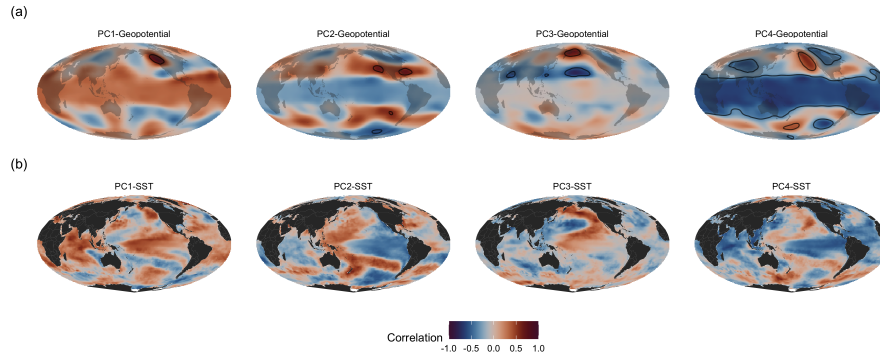 (a)
PC1-Geopotential PC2-Geopotential PC3-Geopotential PC4-Geopotential
(b)
PC1-SST PC2-SST PC3-SST PC4-SST
Correlation
-1.0 -0.5 0.0 0.5 1.0